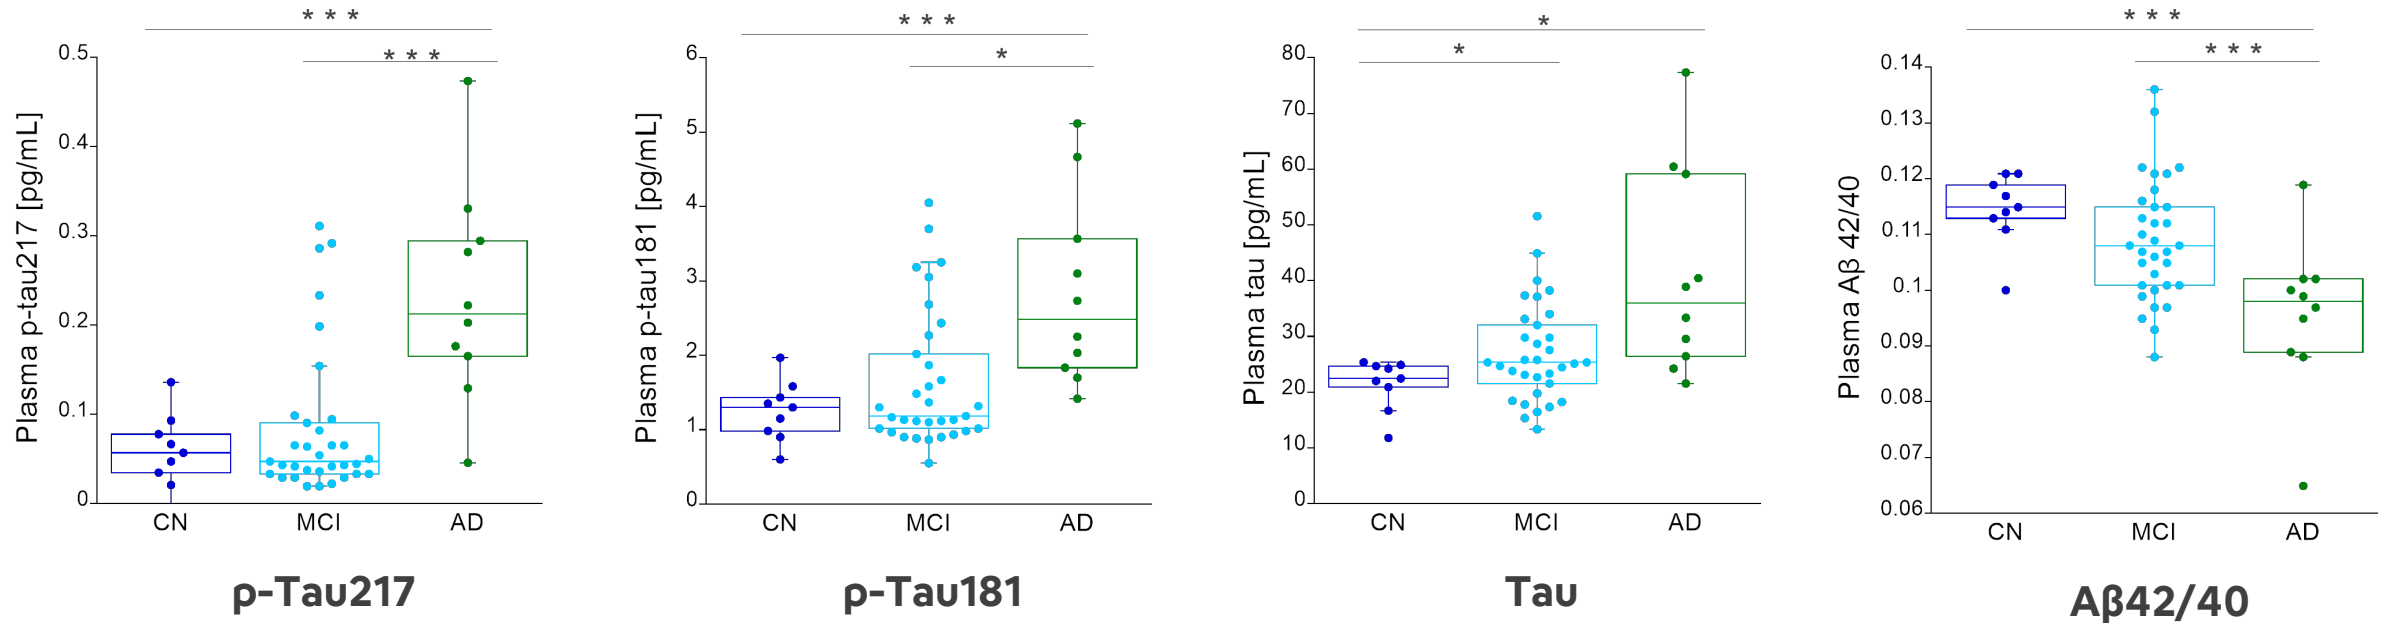 * * *
* * *
Plasma p-tau217 [pg/mL]
0.5
0.4
0.3
0.2
0.1
0
CN MCI AD
p-Tau217
* * *
*
Plasma p-tau181 [pg/mL]
6
5
4
3
2
1
0
CN MCI AD
p-Tau181
*
*
Plasma tau [pg/mL]
80
70
60
50
40
30
20
10
0
CN MCI AD
Tau
* * *
* * *
Plasma Aβ 42/40
0.14
0.13
0.12
0.11
0.1
0.09
0.08
0.07
0.06
CN MCI AD
Aβ42/40